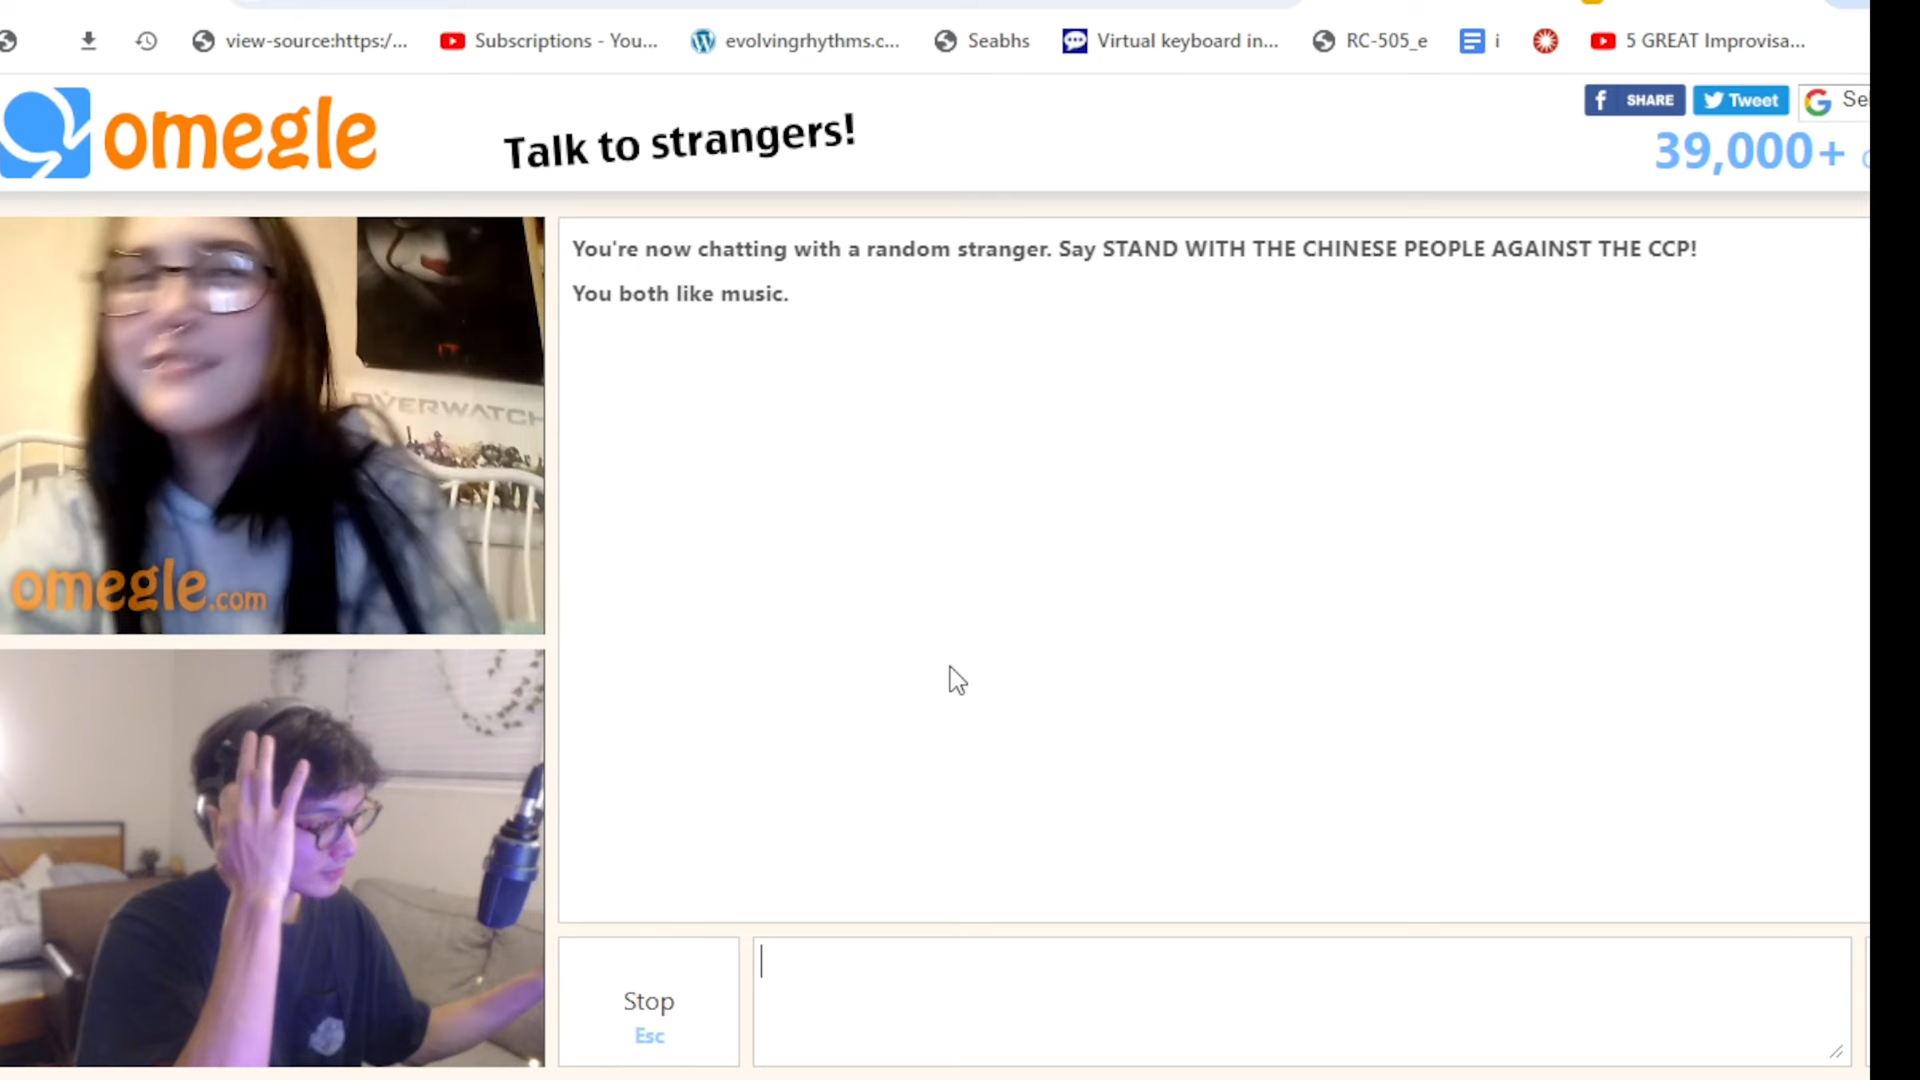 view-source:https:/...
Subscriptions - You...
evolvingrhythms.c...
Seabhs
Virtual keyboard in...
RC-505_e
i
5 GREAT Improvisa...
omegle
Talk to strangers!
SHARE
Tweet
Se
39,000+
You're now chatting with a random stranger. Say STAND WITH THE CHINESE PEOPLE AGAINST THE CCP!
You both like music.
IT
OVERWATCH
omegle.com
Stop
Esc